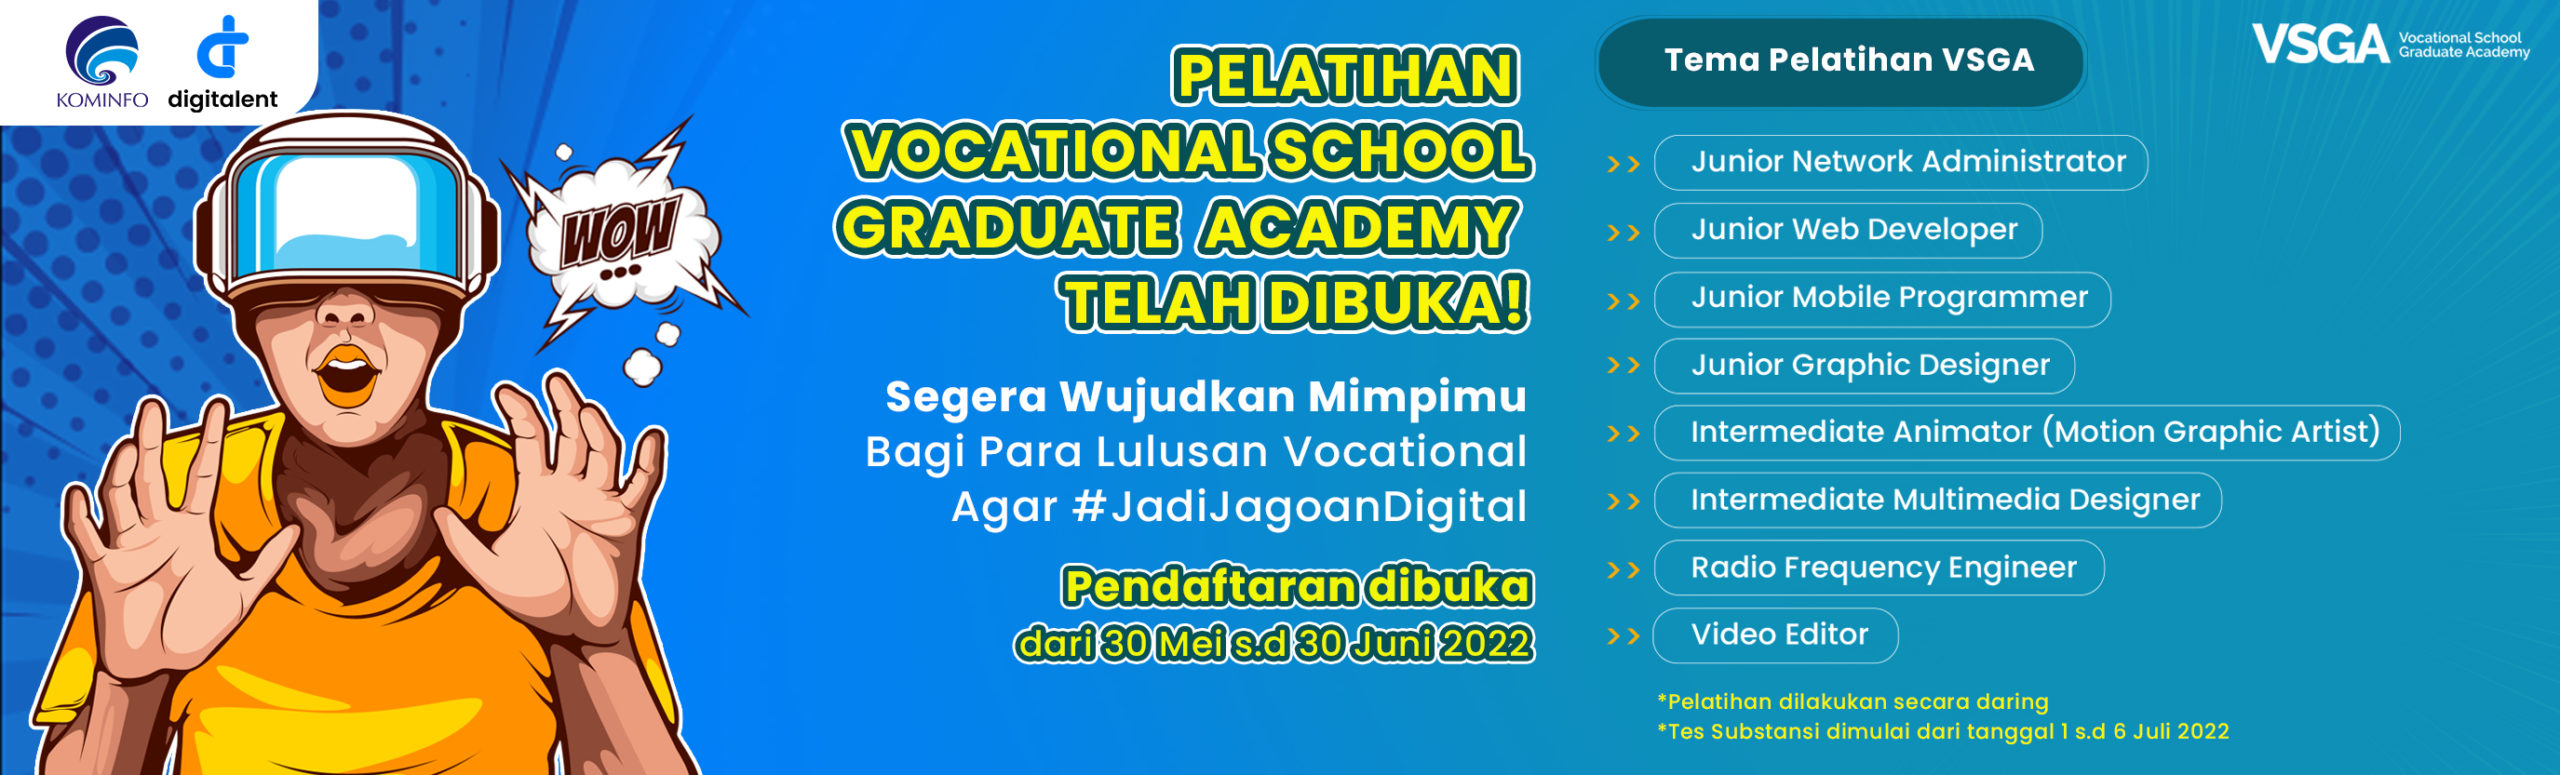 KOMINFO
digitalent
WOW
PELATIHAN
VOCATIONAL SCHOOL
GRADUATE ACADEMY
TELAH DIBUKA!
Segera Wujudkan Mimpimu
Bagi Para Lulusan Vocational
Agar #JadiJagoanDigital
Pendaftaran dibuka
dari 30 Mei s.d 30 Juni 2022
Tema Pelatihan VSGA
>> Junior Network Administrator
>> Junior Web Developer
>> Junior Mobile Programmer
>> Junior Graphic Designer
>> Intermediate Animator (Motion Graphic Artist)
>> Intermediate Multimedia Designer
>> Radio Frequency Engineer
>> Video Editor
*Pelatihan dilakukan secara daring
*Tes Substansi dimulai dari tanggal 1 s.d 6 Juli 2022
VSGA
Vocational School
Graduate Academy